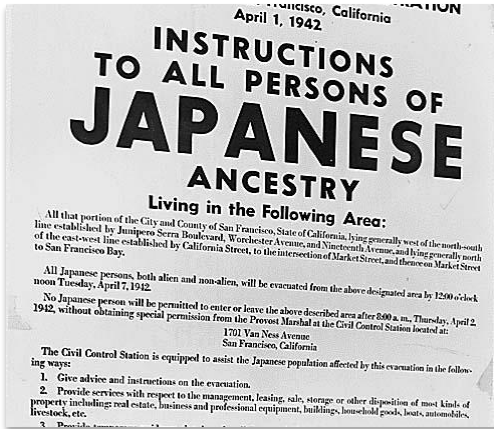 San Francisco, California
April 1, 1942
INSTRUCTIONS
TO ALL PERSONS OF
JAPANESE
ANCESTRY
Living in the Following Area:
All that portion of the City and County of San Francisco, State of California, lying generally west of the north-south
line established by Junipero Serra Boulevard, Worchester Avenue, and Nineteenth Avenue, and lying generally north
of the east-west line established by California Street, to the intersection of Market Street, and thence on Market Street
to San Francisco Bay.
All Japanese persons, both alien and non-alien, will be evacuated from the above designated area by 12:00 o'clock
noon Tuesday, April 7, 1942.
No Japanese person will be permitted to enter or leave the above described area after 8:00 a. m., Thursday, April 2,
1942, without obtaining special permission from the Provost Marshal at the Civil Control Station located at:
1701 Van Ness Avenue
San Francisco, California
The Civil Control Station is equipped to assist the Japanese population affected by this evacuation in the follow-
ing ways:
1. Give advice and instructions on the evacuation.
2. Provide services with respect to the management, leasing, sale, storage or other disposition of most kinds of
property including: real estate, business and professional equipment, buildings, household goods, boats, automobiles,
livestock, etc.
3. Provide